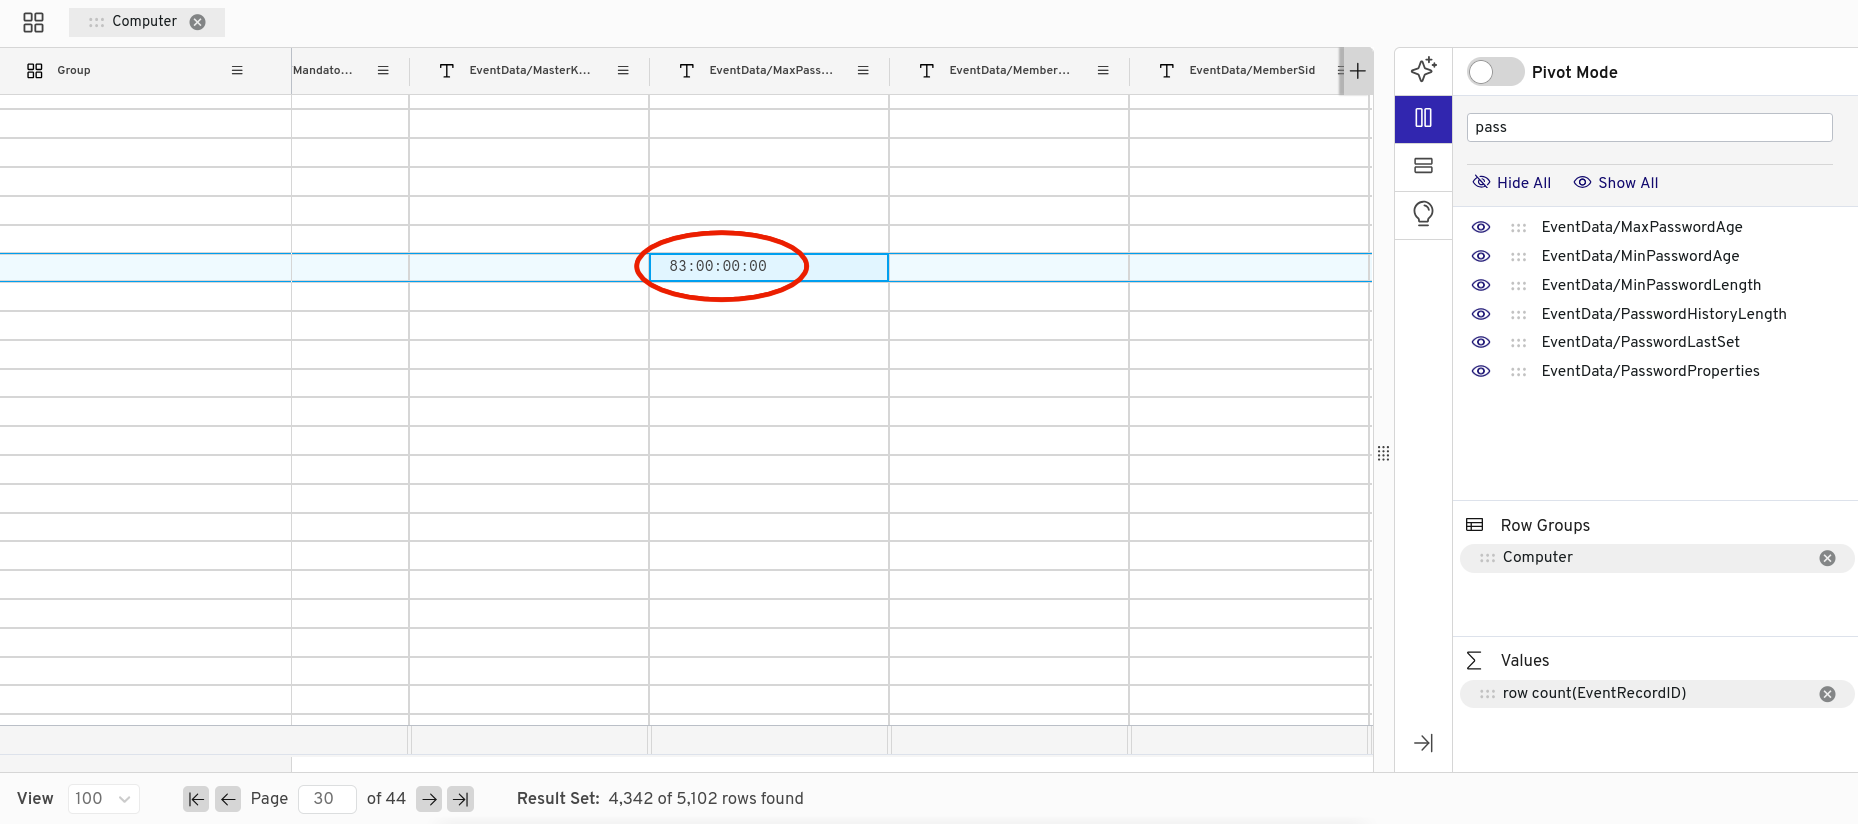 Computer
Group
Mandato...
EventData/MasterK...
EventData/MaxPass...
EventData/Member...
EventData/MemberSid
83:00:00:00
Pivot Mode
pass
Hide All
Show All
EventData/MaxPasswordAge
EventData/MinPasswordAge
EventData/MinPasswordLength
EventData/PasswordHistoryLength
EventData/PasswordLastSet
EventData/PasswordProperties
Row Groups
Computer
Values
row count(EventRecordID)
View 100 Page 30 of 44 Result Set: 4,342 of 5,102 rows found